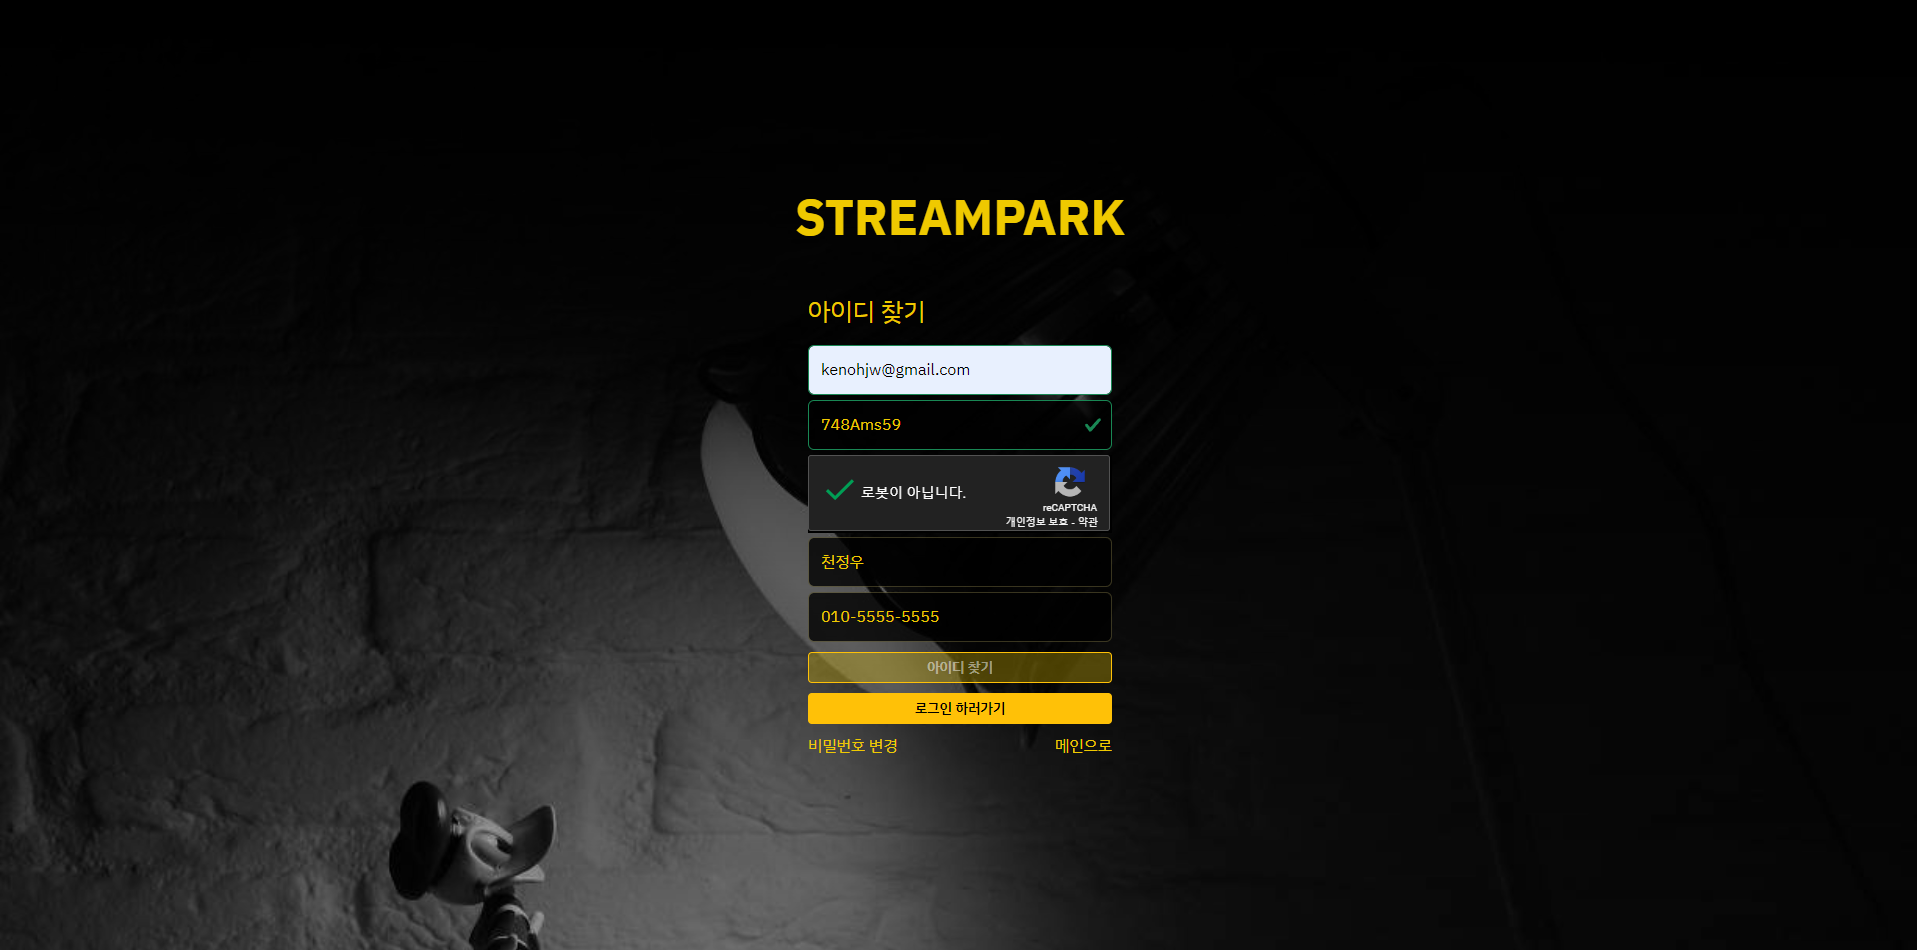 STREAMPARK
아이디 찾기
kenohjw@gmail.com
748Ams59
로봇이 아닙니다.
reCAPTCHA
개인정보 보호 - 약관
천정우
010-5555-5555
아이디 찾기
로그인 하러가기
비밀번호 변경 메인으로